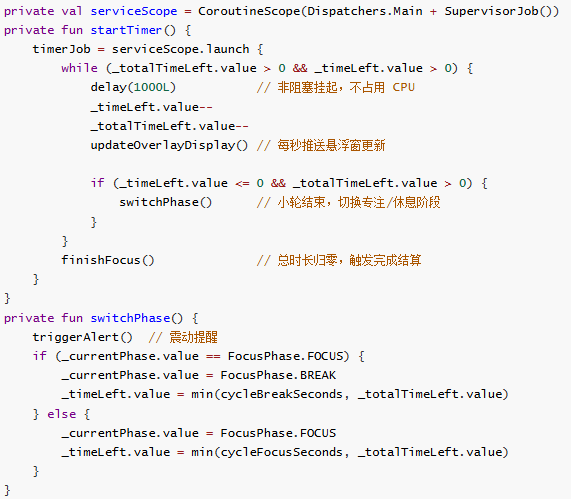 private val serviceScope = CoroutineScope(Dispatchers.Main + SupervisorJob())
private fun startTimer() {
    timerJob = serviceScope.launch {
        while (_totalTimeLeft.value > 0 && _timeLeft.value > 0) {
            delay(1000L)           // 非阻塞挂起，不占用 CPU
            _timeLeft.value--
            _totalTimeLeft.value--
            updateOverlayDisplay() // 每秒推送悬浮窗更新

            if (_timeLeft.value <= 0 && _totalTimeLeft.value > 0) {
                switchPhase()      // 小轮结束，切换专注/休息阶段
            }
        }
        finishFocus()              // 总时长归零，触发完成结算
    }
}
private fun switchPhase() {
    triggerAlert()  // 震动提醒
    if (_currentPhase.value == FocusPhase.FOCUS) {
        _currentPhase.value = FocusPhase.BREAK
        _timeLeft.value = min(cycleBreakSeconds, _totalTimeLeft.value)
    } else {
        _currentPhase.value = FocusPhase.FOCUS
        _timeLeft.value = min(cycleFocusSeconds, _totalTimeLeft.value)
    }
}